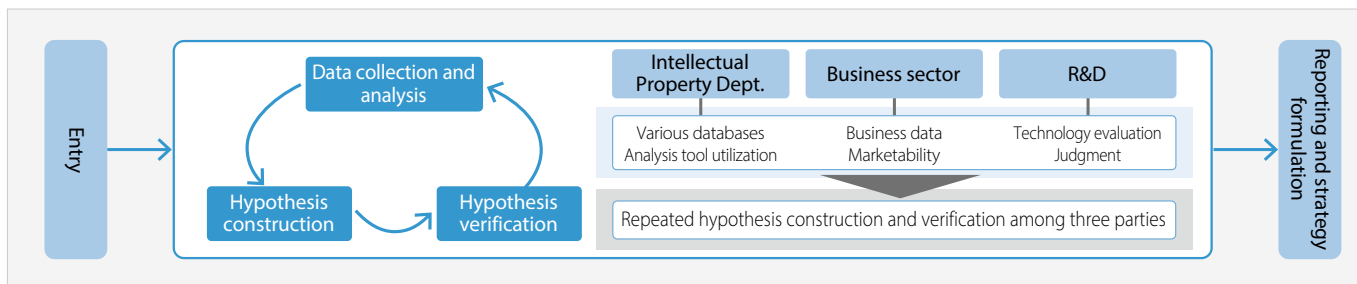 Entry
Data collection and
analysis
Hypothesis
construction
Hypothesis
verification
Intellectual
Property Dept.
Business sector
R&D
Various databases
Analysis tool utilization
Business data
Marketability
Technology evaluation
Judgment
Repeated hypothesis construction and verification among three parties
Reporting and strategy
formulation